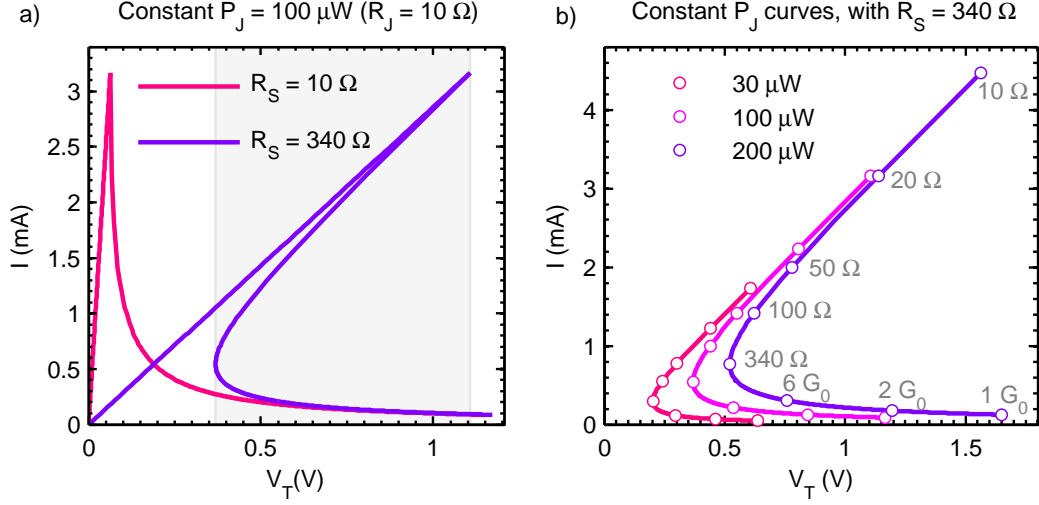 a)
Constant P_J = 100 μW (R_J = 10 Ω)
R_S = 10 Ω
R_S = 340 Ω
I (mA)
3
2.5
2
1.5
1
0.5
0
0
0.5
1
V_T(V)
b)
Constant P_J curves, with R_S = 340 Ω
30 μW
100 μW
200 μW
10 Ω
20 Ω
50 Ω
100 Ω
340 Ω
6 G_0
2 G_0
1 G_0
I (mA)
4
3
2
1
0
0
0.5
1
1.5
V_T (V)